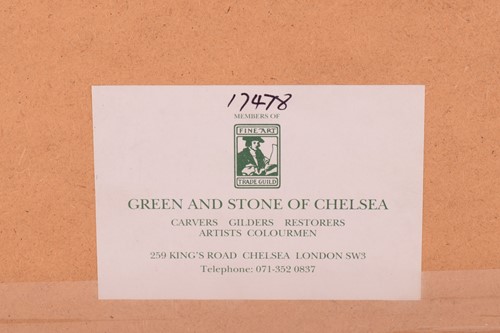 17478
MEMBERS OF
FINE ART
TRADE GUILD
GREEN AND STONE OF CHELSEA
CARVERS GILDERS RESTORERS
ARTISTS COLOURMEN
259 KING'S ROAD CHELSEA LONDON SW3
Telephone: 071-352 0837